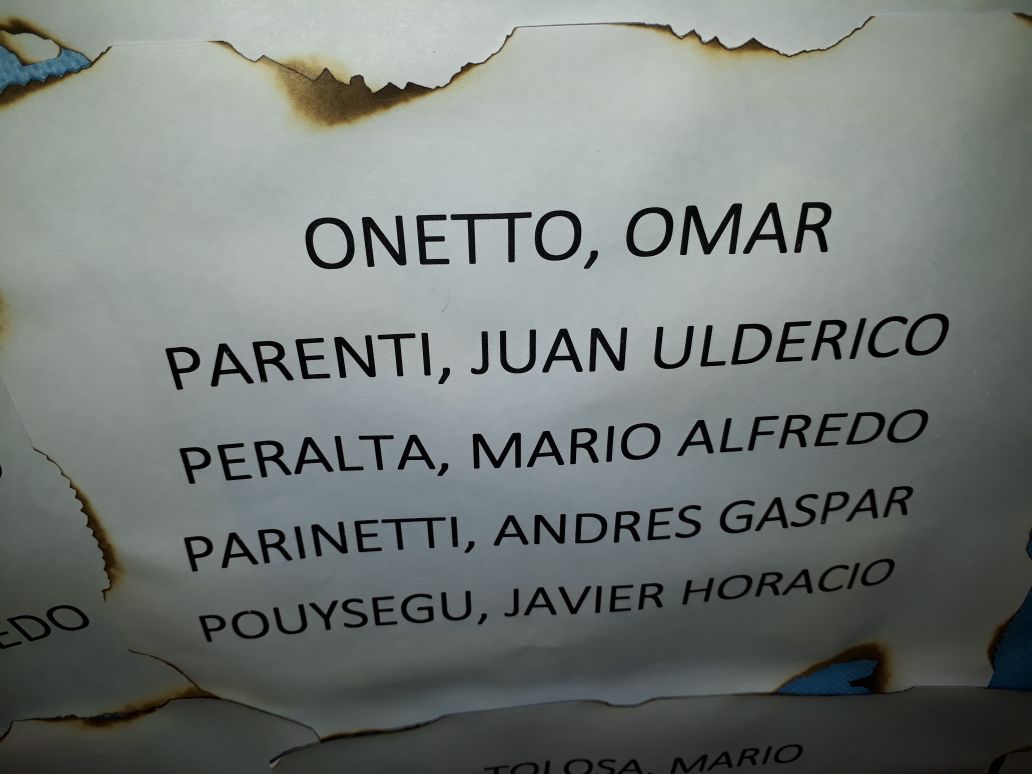 ONETTO, OMAR
PARENTI, JUAN ULDERICO
PERALTA, MARIO ALFREDO
PARINETTI, ANDRES GASPAR
POUYSEGU, JAVIER HORACIO
EDO
TOLOSA, MARIO